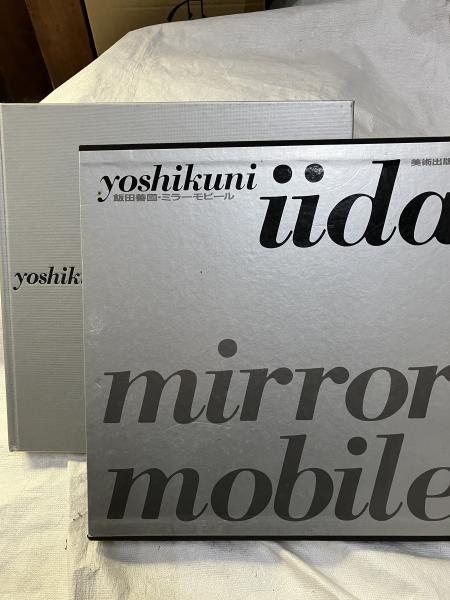 yoshikuni
iida
飯田善國・ミラーモビール
美術出版
mirror
mobile
yoshiku